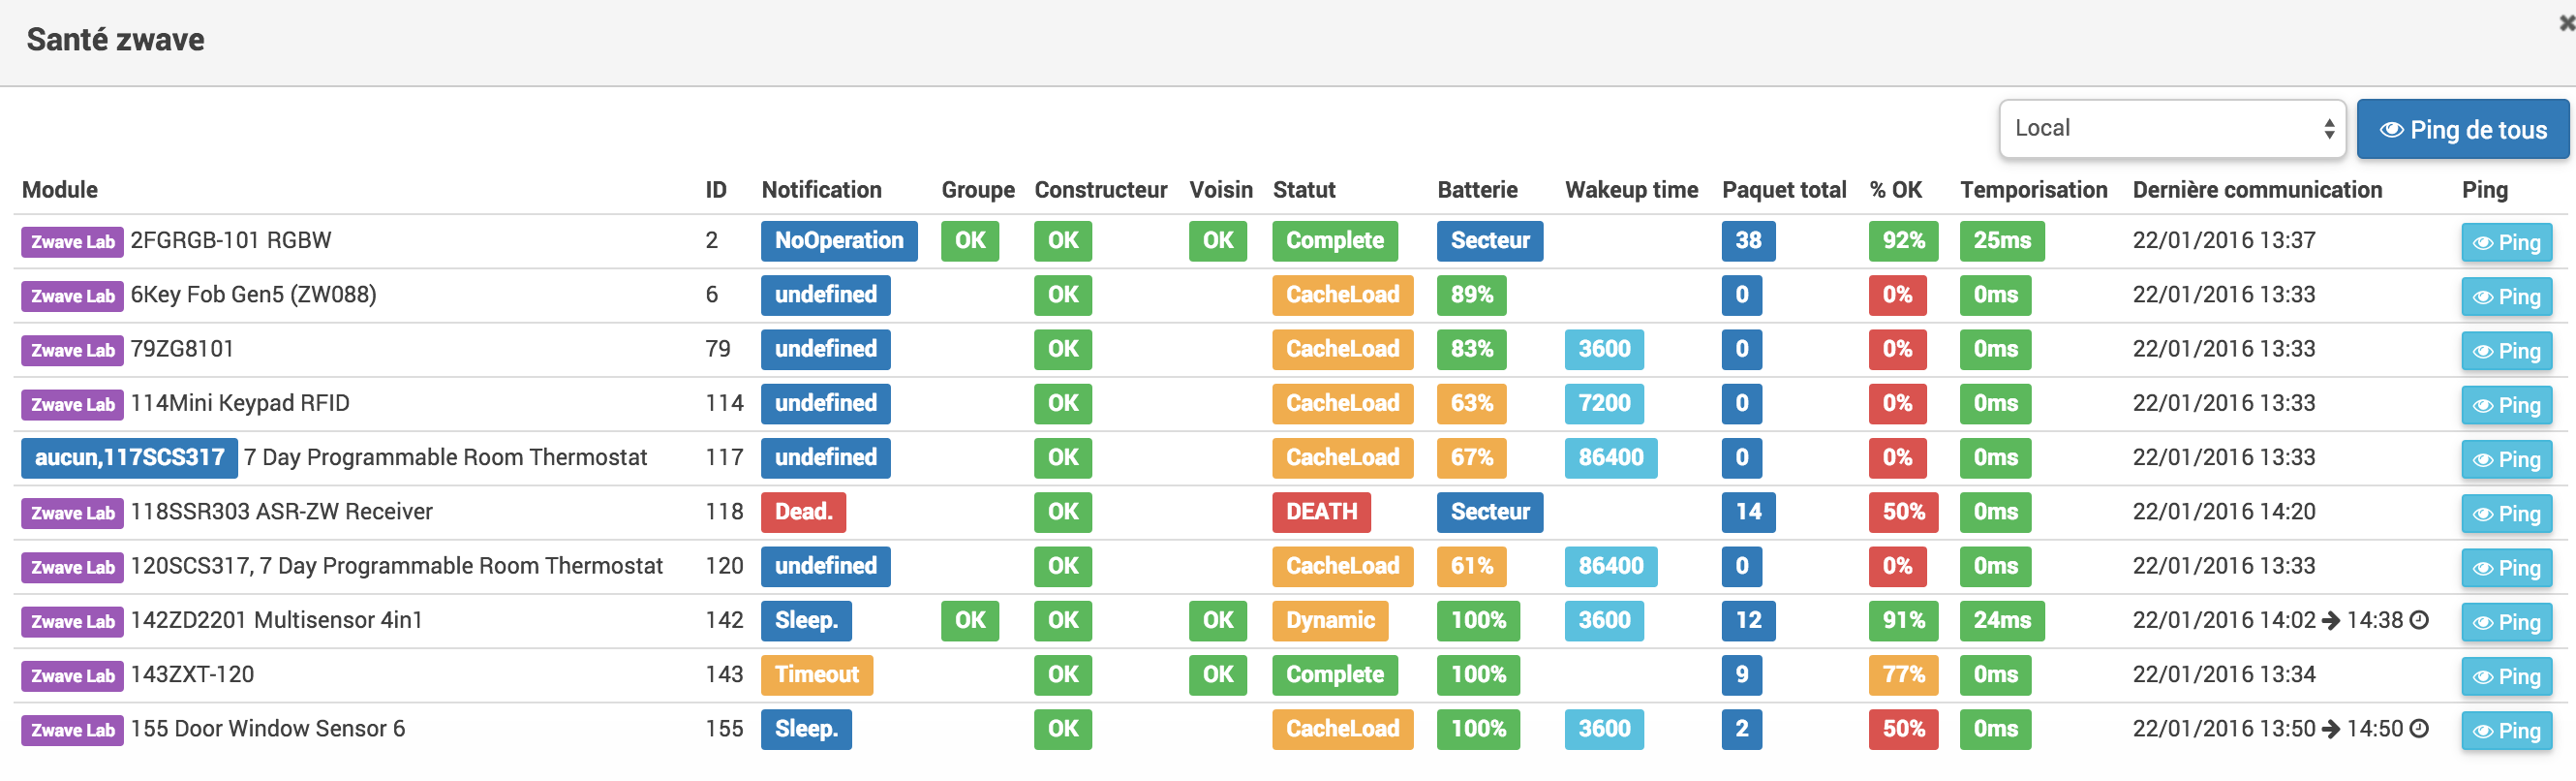 Santé zwave
Local Ping de tous
Module ID Notification Groupe Constructeur Voisin Statut Batterie Wakeup time Paquet total % OK Temporisation Dernière communication Ping
Zwave Lab 2FGRGB-101 RGBW 2 NoOperation OK OK OK Complete Secteur 38 92% 25ms 22/01/2016 13:37 Ping
Zwave Lab 6Key Fob Gen5 (ZW088) 6 undefined OK CacheLoad 89% 0 0% 0ms 22/01/2016 13:33 Ping
Zwave Lab 79ZG8101 79 undefined OK CacheLoad 83% 3600 0 0% 0ms 22/01/2016 13:33 Ping
Zwave Lab 114Mini Keypad RFID 114 undefined OK CacheLoad 63% 7200 0 0% 0ms 22/01/2016 13:33 Ping
aucun,117SCS317 7 Day Programmable Room Thermostat 117 undefined OK CacheLoad 67% 86400 0 0% 0ms 22/01/2016 13:33 Ping
Zwave Lab 118SSR303 ASR-ZW Receiver 118 Dead. OK DEATH Secteur 14 50% 0ms 22/01/2016 14:20 Ping
Zwave Lab 120SCS317, 7 Day Programmable Room Thermostat 120 undefined OK CacheLoad 61% 86400 0 0% 0ms 22/01/2016 13:33 Ping
Zwave Lab 142ZD2201 Multisensor 4in1 142 Sleep. OK OK OK Dynamic 100% 3600 12 91% 24ms 22/01/2016 14:02 → 14:38 Ping
Zwave Lab 143ZXT-120 143 Timeout OK OK Complete 100% 9 77% 0ms 22/01/2016 13:34 Ping
Zwave Lab 155 Door Window Sensor 6 155 Sleep. OK CacheLoad 100% 3600 2 50% 0ms 22/01/2016 13:50 → 14:50 Ping